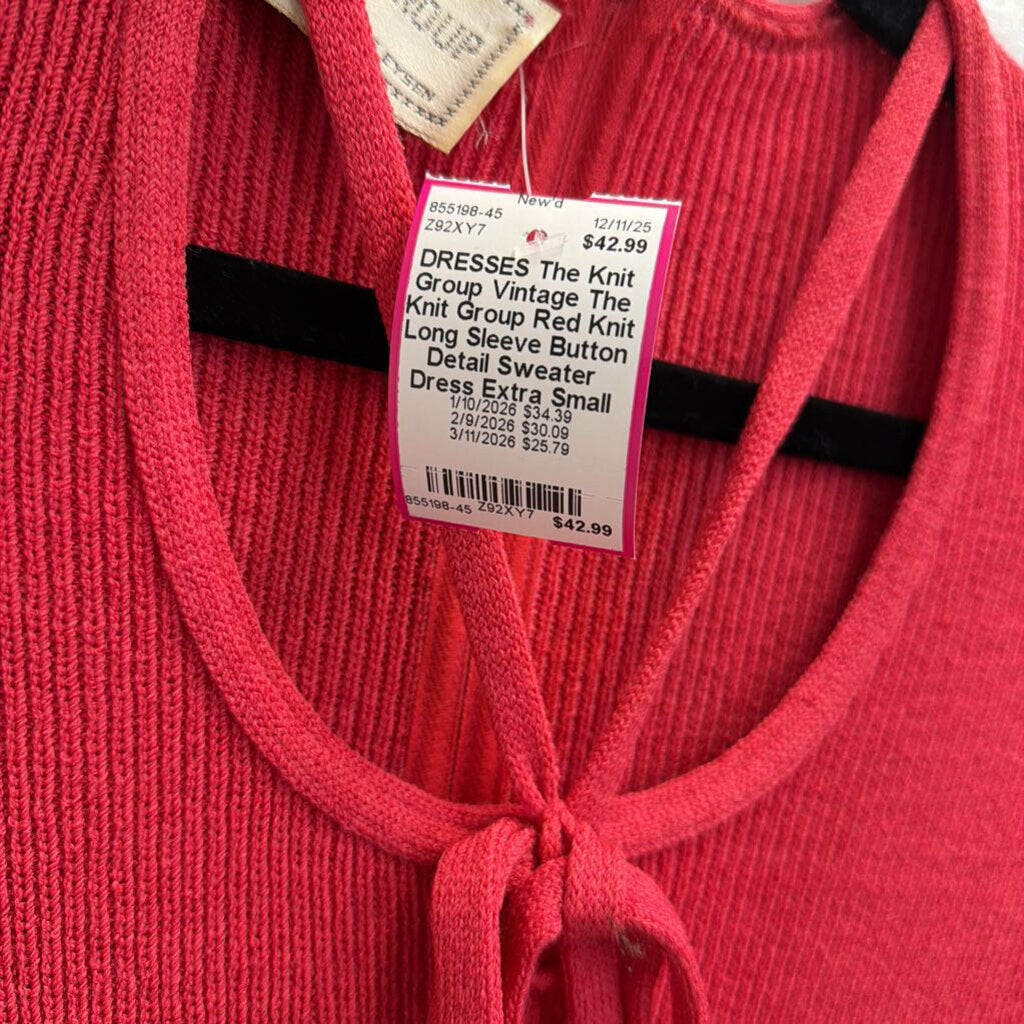 OUP
EYSEN
New'd
855198-45
12/11/25
Z92XY7
$42.99
DRESSES The Knit
Group Vintage The
Knit Group Red Knit
Long Sleeve Button
Detail Sweater
Dress Extra Small
1/10/2026 $34.39
2/9/2026 $30.09
3/11/2026 $25.79
855198-45 Z92XY7 $42.99